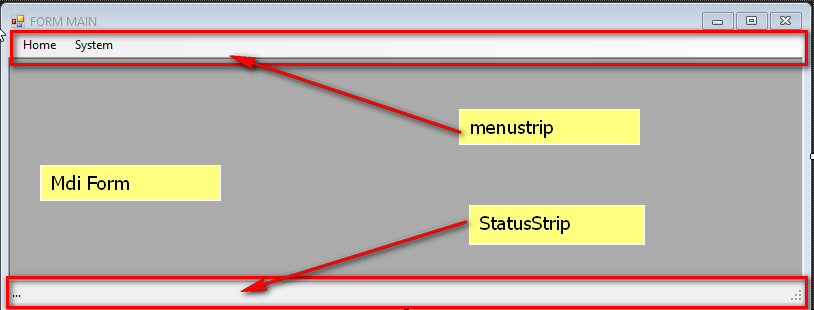 FORM MAIN
Home System
menustrip
Mdi Form
StatusStrip
...